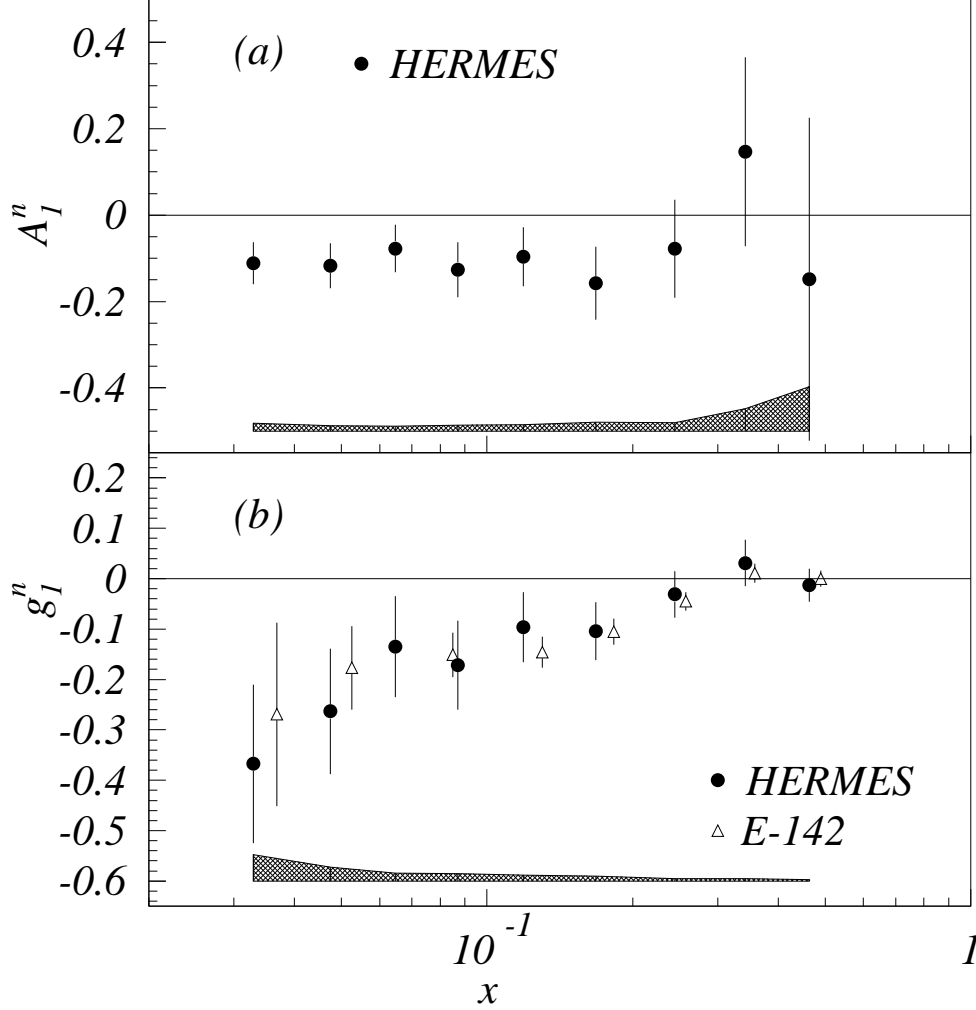 0.4
(a)
HERMES
0.2
0
-0.2
-0.4
A₁ⁿ
0.2
(b)
0.1
0
-0.1
-0.2
-0.3
-0.4
-0.5
-0.6
g₁ⁿ
HERMES
E-142
10⁻¹
1
x